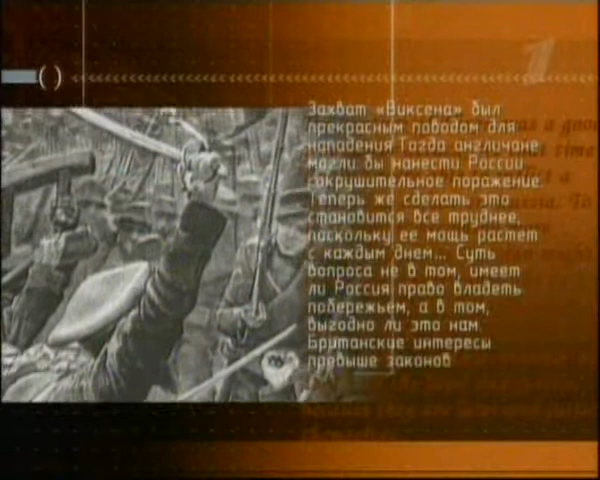 Захват «Виксена» был
прекрасным поводом для
нападения Тогда англичане
могли бы нанести России
сокрушительное поражение.
Теперь же сделать это
становится все труднее,
поскольку ее мощь растет
с каждым днем... Суть
вопроса не в том, имеет
ли Россия право владеть
побережьем, а в том,
выгодно ли это нам.
Британские интересы
превыше законов